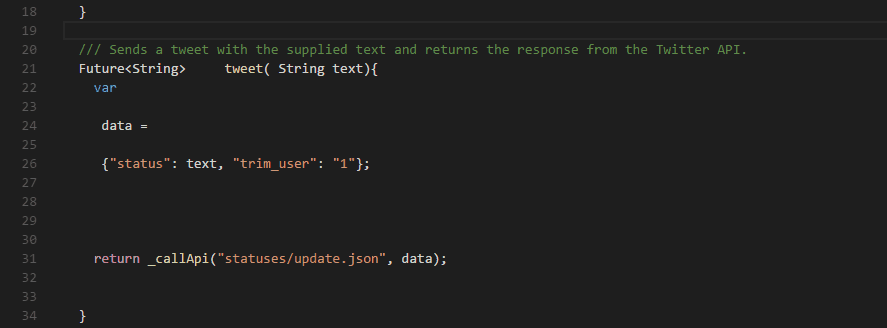 18 }
19
20 /// Sends a tweet with the supplied text and returns the response from the Twitter API.
21 Future<String>     tweet( String text){
22   var
23
24    data =
25
26    {"status": text, "trim_user": "1"};
27
28
29
30
31   return _callApi("statuses/update.json", data);
32
33
34 }